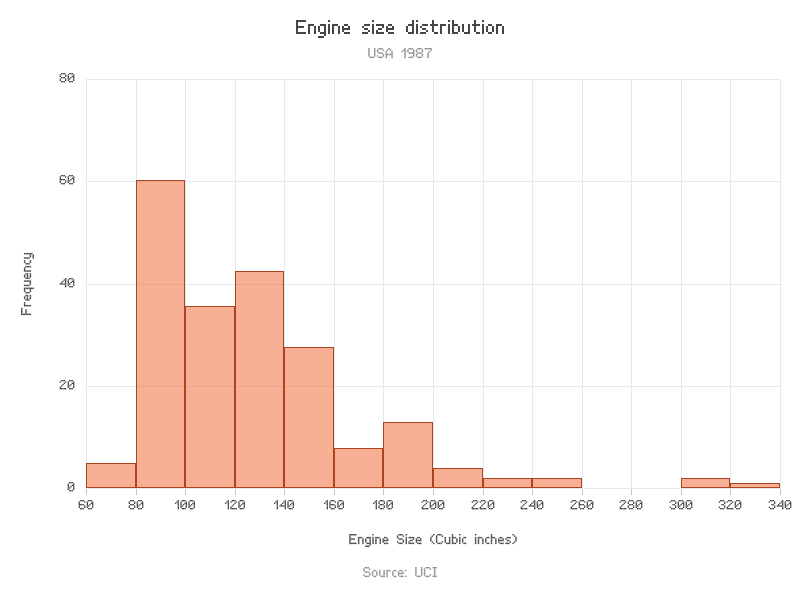 Engine size distribution
USA 1987
80
60
40
20
0
Frequency
60 80 100 120 140 160 180 200 220 240 260 280 300 320 340
Engine Size (Cubic inches)
Source: UCI